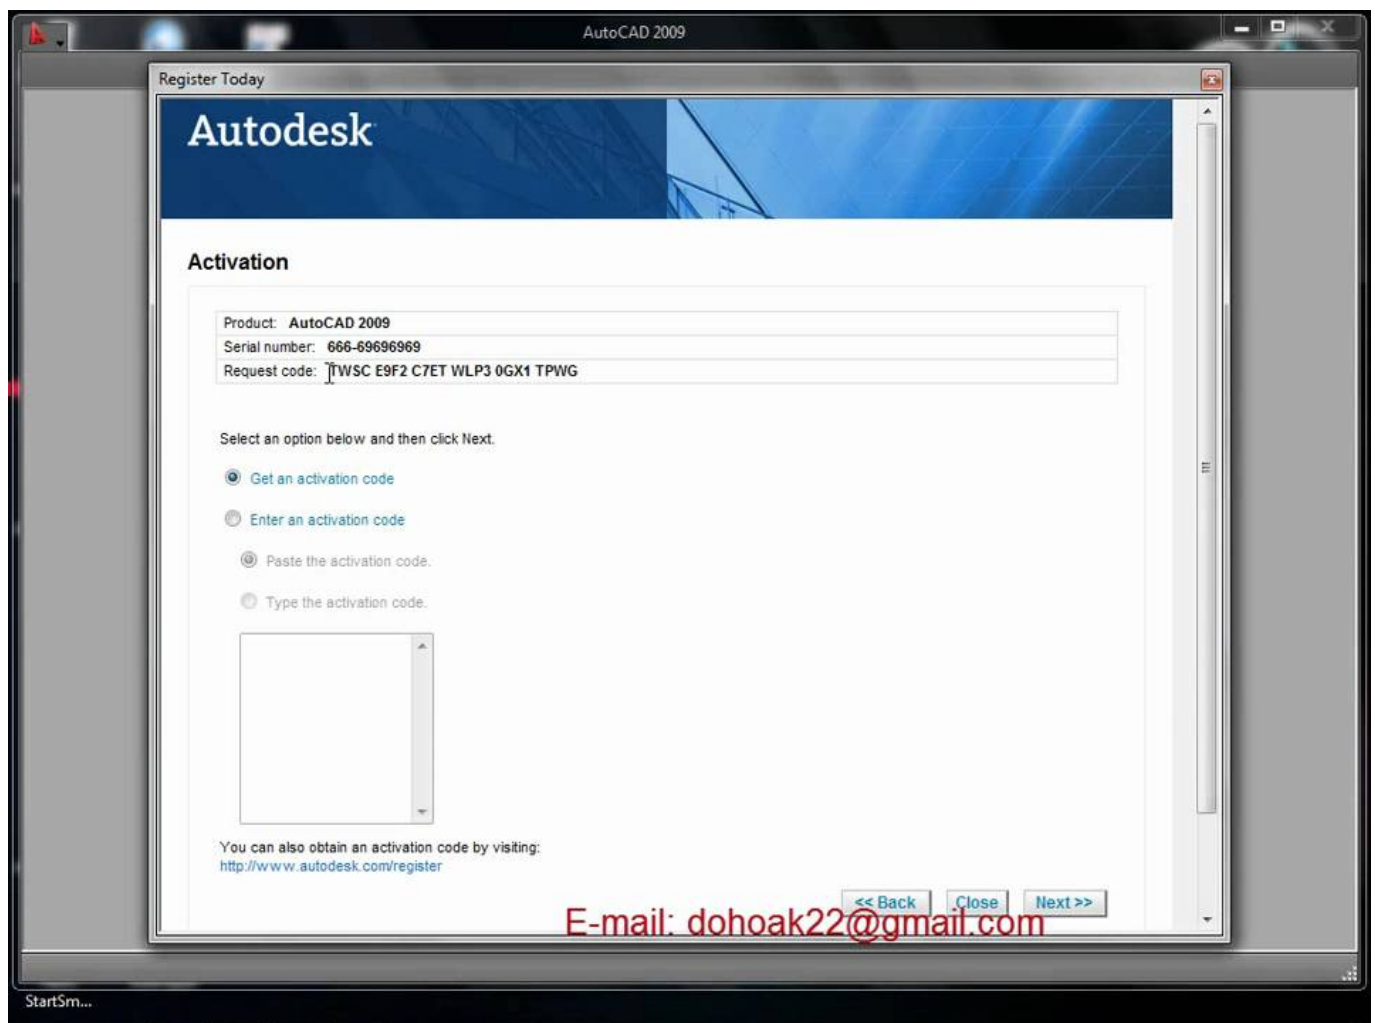 AutoCAD 2009
Register Today
Autodesk
Activation
Product: AutoCAD 2009
Serial number: 666-69696969
Request code: TWSC E9F2 C7ET WLP3 0GX1 TPWG
Select an option below and then click Next.
Get an activation code
Enter an activation code
Paste the activation code.
Type the activation code.
You can also obtain an activation code by visiting:
http://www.autodesk.com/register
<< Back Close Next >>
E-mail: dohoak22@gmail.com
StartSm...